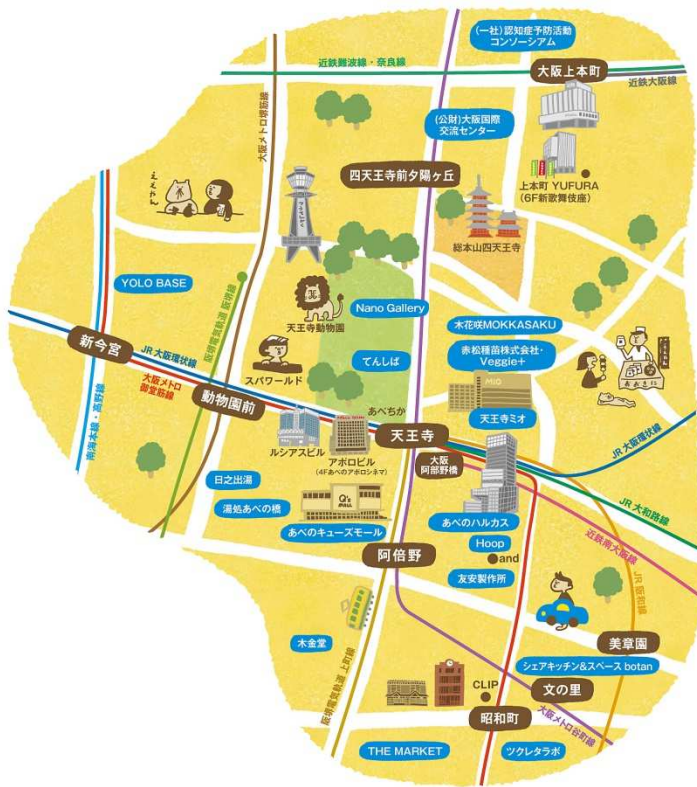 (一社)認知症予防活動
コンソーシアム
近鉄難波線・奈良線
大阪上本町
近鉄大阪線
大阪メトロ堺筋線
(公財)大阪国際
交流センター
四天王寺前夕陽ヶ丘
上本町 YUFURA
(6F新歌舞伎座)
ええやん
総本山四天王寺
YOLO BASE
阪堺電気軌道 阪堺線
天王寺動物園
Nano Gallery
木花咲MOKKASAKU
新今宮
JR 大阪環状線
大阪メトロ
御堂筋線
スパワールド
てんしば
赤松種苗株式会社・
Veggie+
MIO
天王寺ミオ
南海本線・高野線
動物園前
あべちか
天王寺
ルシアスビル
アポロビル
(4Fあべのアポロシネマ)
大阪
阿部野橋
JR 大阪環状線
JR 大和路線
日之出湯
湯処あべの橋
Q's
MALL
あべのキューズモール
あべのハルカス
Hoop
and
近鉄南大阪線
阿倍野
友安製作所
JR 阪和線
木金堂
美章園
シェアキッチン&スペース botan
阪堺電気軌道 上町線
CLIP
文の里
昭和町
大阪メトロ谷町線
THE MARKET
ツクレタラボ